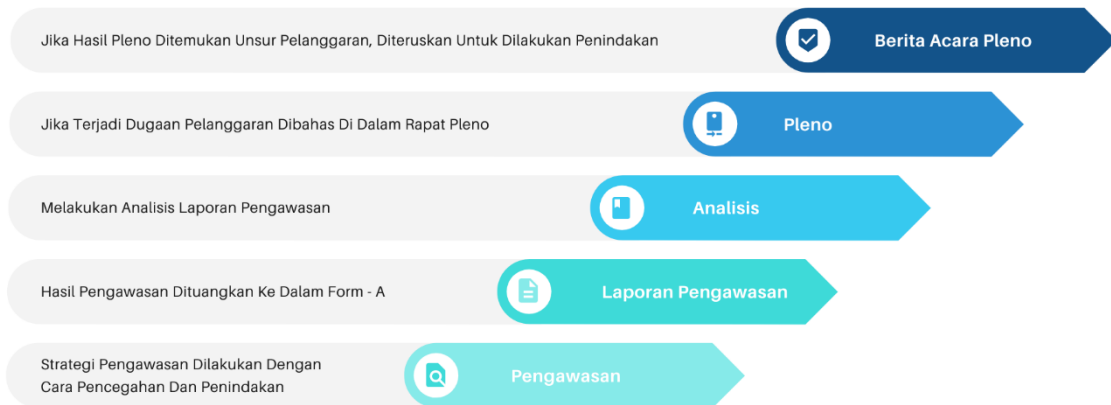 Jika Hasil Pleno Ditemukan Unsur Pelanggaran, Diteruskan Untuk Dilakukan Penindakan
Berita Acara Pleno
Jika Terjadi Dugaan Pelanggaran Dibahas Di Dalam Rapat Pleno
Pleno
Melakukan Analisis Laporan Pengawasan
Analisis
Hasil Pengawasan Dituangkan Ke Dalam Form - A
Laporan Pengawasan
Strategi Pengawasan Dilakukan Dengan
Cara Pencegahan Dan Penindakan
Pengawasan